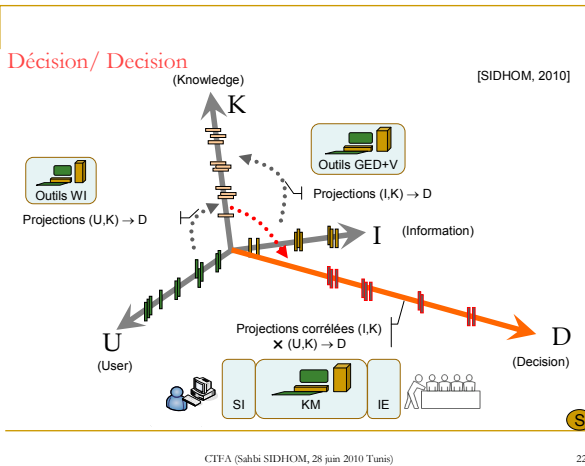 Décision/ Decision
[SIDHOM, 2010]
(Knowledge)
K
Outils WI
Outils GED+V
Projections (U,K) → D
Projections (I,K) → D
I
(Information)
U
(User)
Projections corrélées (I,K)
× (U,K) → D
D
(Decision)
SI
KM
IE
S
CTFA (Sahbi SIDHOM, 28 juin 2010 Tunis)
22